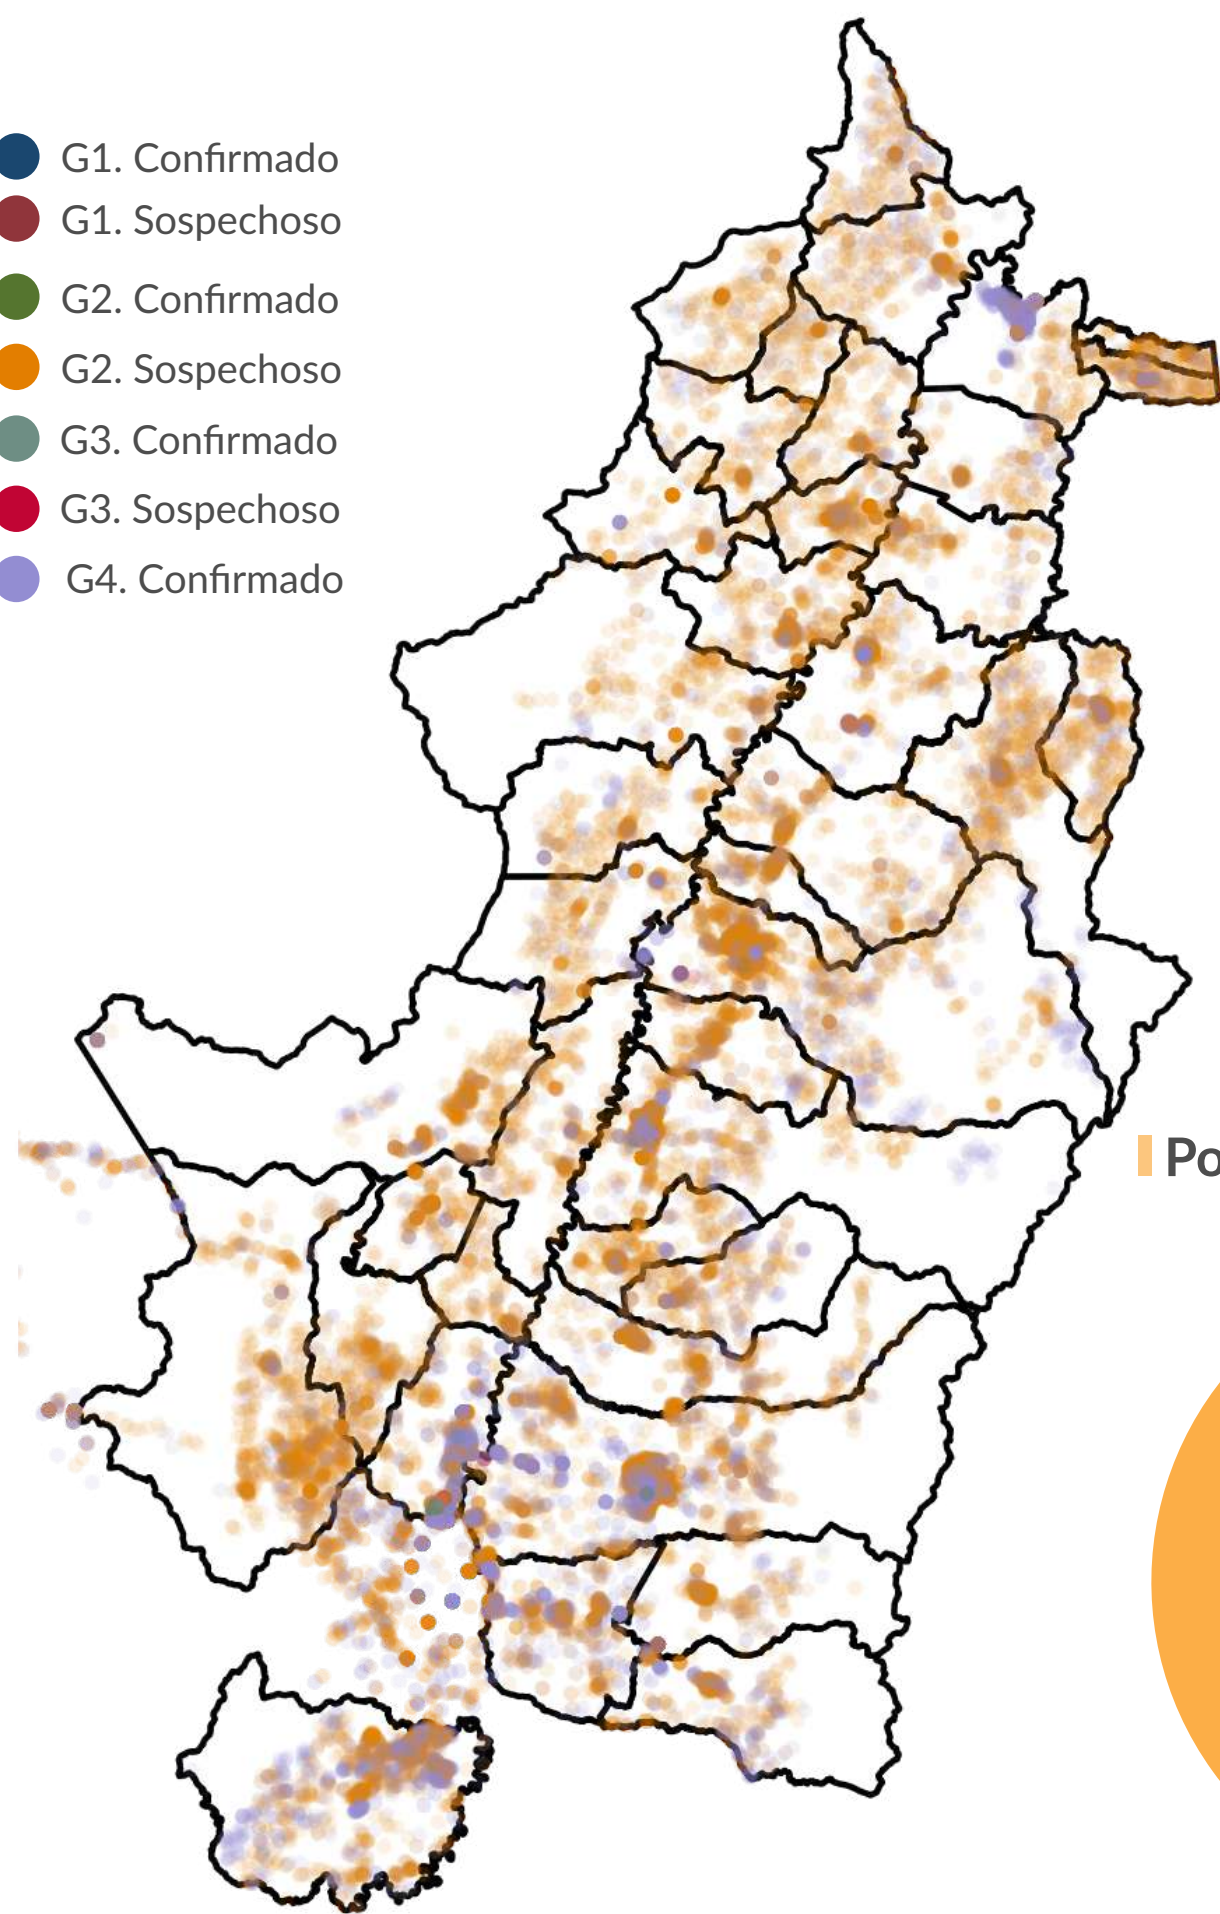 G1. Confirmado
G1. Sospechoso
G2. Confirmado
G2. Sospechoso
G3. Confirmado
G3. Sospechoso
G4. Confirmado
Po